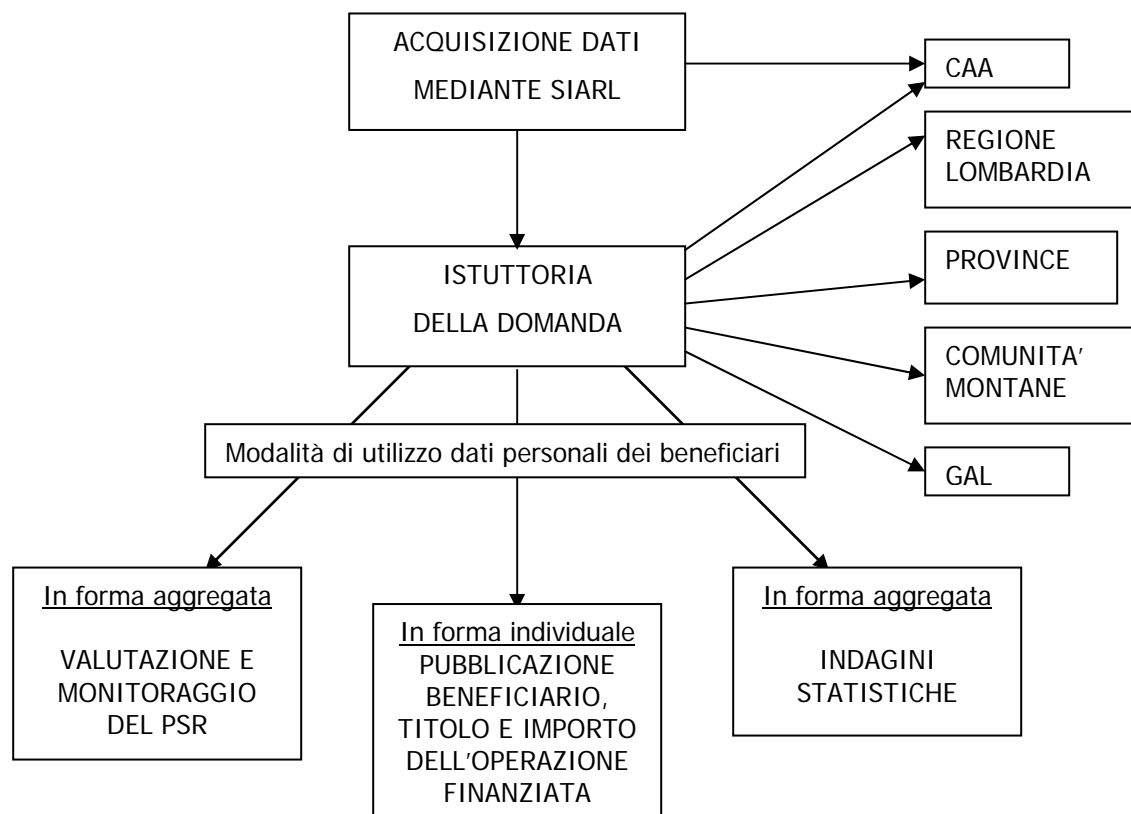 ACQUISIZIONE DATI
MEDIANTE SIARL
CAA
REGIONE
LOMBARDIA
ISTUTTORIA
DELLA DOMANDA
PROVINCE
COMUNITA’
MONTANE
GAL
Modalità di utilizzo dati personali dei beneficiari
In forma aggregata
VALUTAZIONE E
MONITORAGGIO
DEL PSR
In forma individuale
PUBBLICAZIONE
BENEFICIARIO,
TITOLO E IMPORTO
DELL’OPERAZIONE
FINANZIATA
In forma aggregata
INDAGINI
STATISTICHE